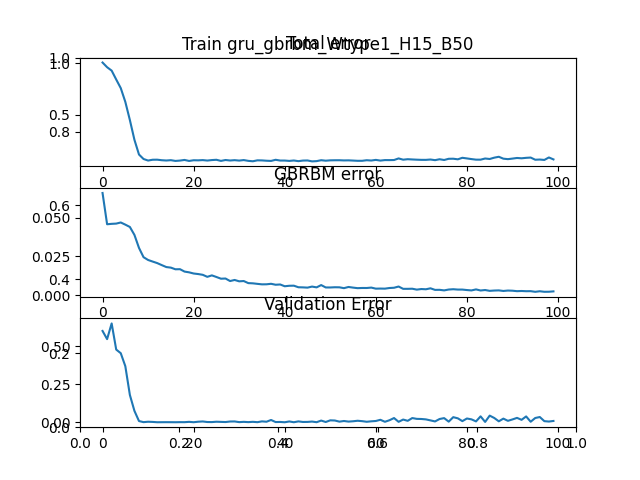 Total error
Train gru_gbrbm_Wtype1_H15_B50
1.0
1.0
0.5
0.8
0 20 40 60 80 100
GBRBM error
0.6
0.050
0.025
0.4
0.000
0 20 40 60 80 100
Validation Error
0.50
0.2
0.25
0.00
0.0
0.0 0 0.2 20 0.4 40 0.6 60 80 0.8 100 1.0